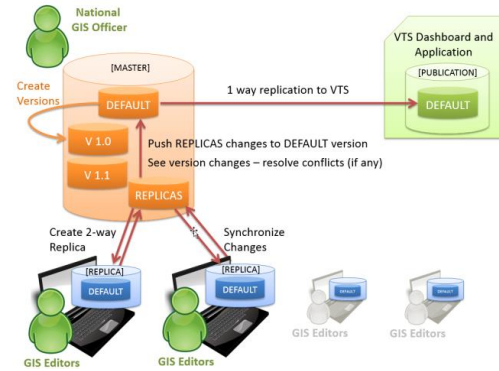 National
GIS Officer
[MASTER]
VTS Dashboard and
Application
Create
Versions
DEFAULT
1 way replication to VTS
[PUBLICATION]
DEFAULT
V 1.0
V 1.1
Push REPLICAS changes to DEFAULT version
See version changes – resolve conflicts (if any)
REPLICAS
Create 2-way
Replica
Synchronize
Changes
[REPLICA]
DEFAULT
[REPLICA]
DEFAULT
DEFAULT
DEFAULT
GIS Editors
GIS Editors
GIS Editors
GIS Editors